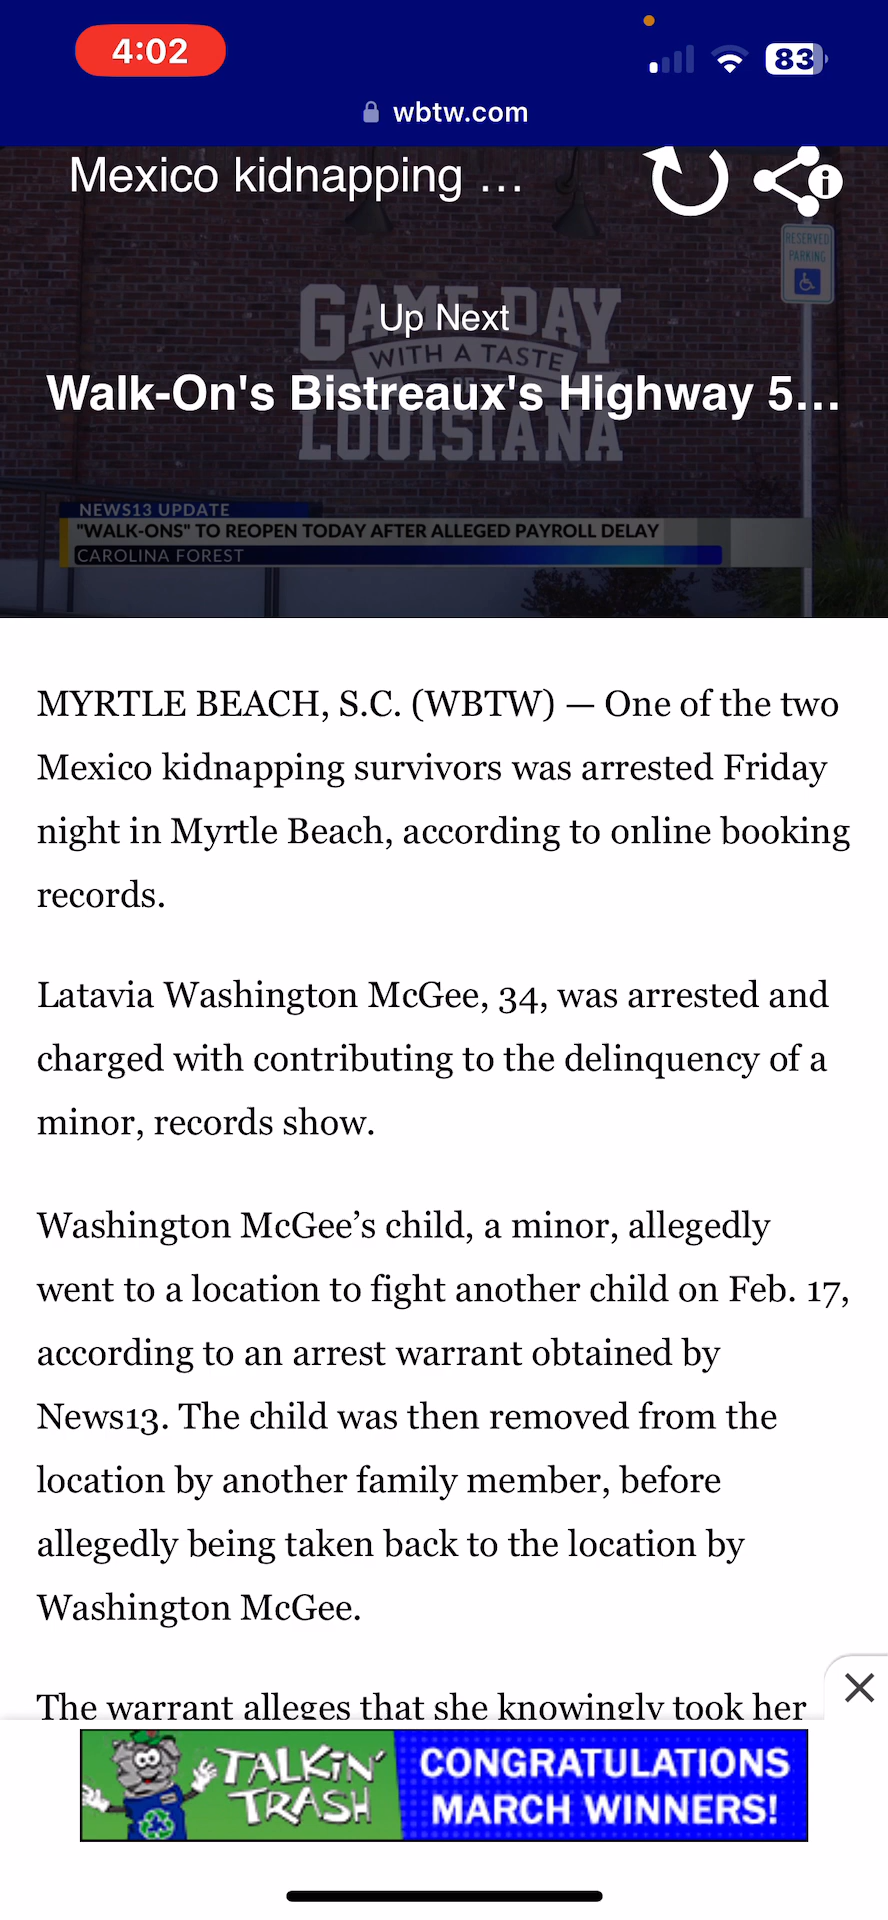 4:02
83
wbtw.com
Mexico kidnapping ...
i
RESERVED
PARKING
GAME DAY
Up Next
WITH A TASTE
Walk-On's Bistreaux's Highway 5...
LOUISIANA
NEWS13 UPDATE
"WALK-ONS" TO REOPEN TODAY AFTER ALLEGED PAYROLL DELAY
CAROLINA FOREST
MYRTLE BEACH, S.C. (WBTW) — One of the two
Mexico kidnapping survivors was arrested Friday
night in Myrtle Beach, according to online booking
records.
Latavia Washington McGee, 34, was arrested and
charged with contributing to the delinquency of a
minor, records show.
Washington McGee’s child, a minor, allegedly
went to a location to fight another child on Feb. 17,
according to an arrest warrant obtained by
News13. The child was then removed from the
location by another family member, before
allegedly being taken back to the location by
Washington McGee.
The warrant alleges that she knowingly took her
TALKiN’
TRASH
CONGRATULATIONS
MARCH WINNERS!